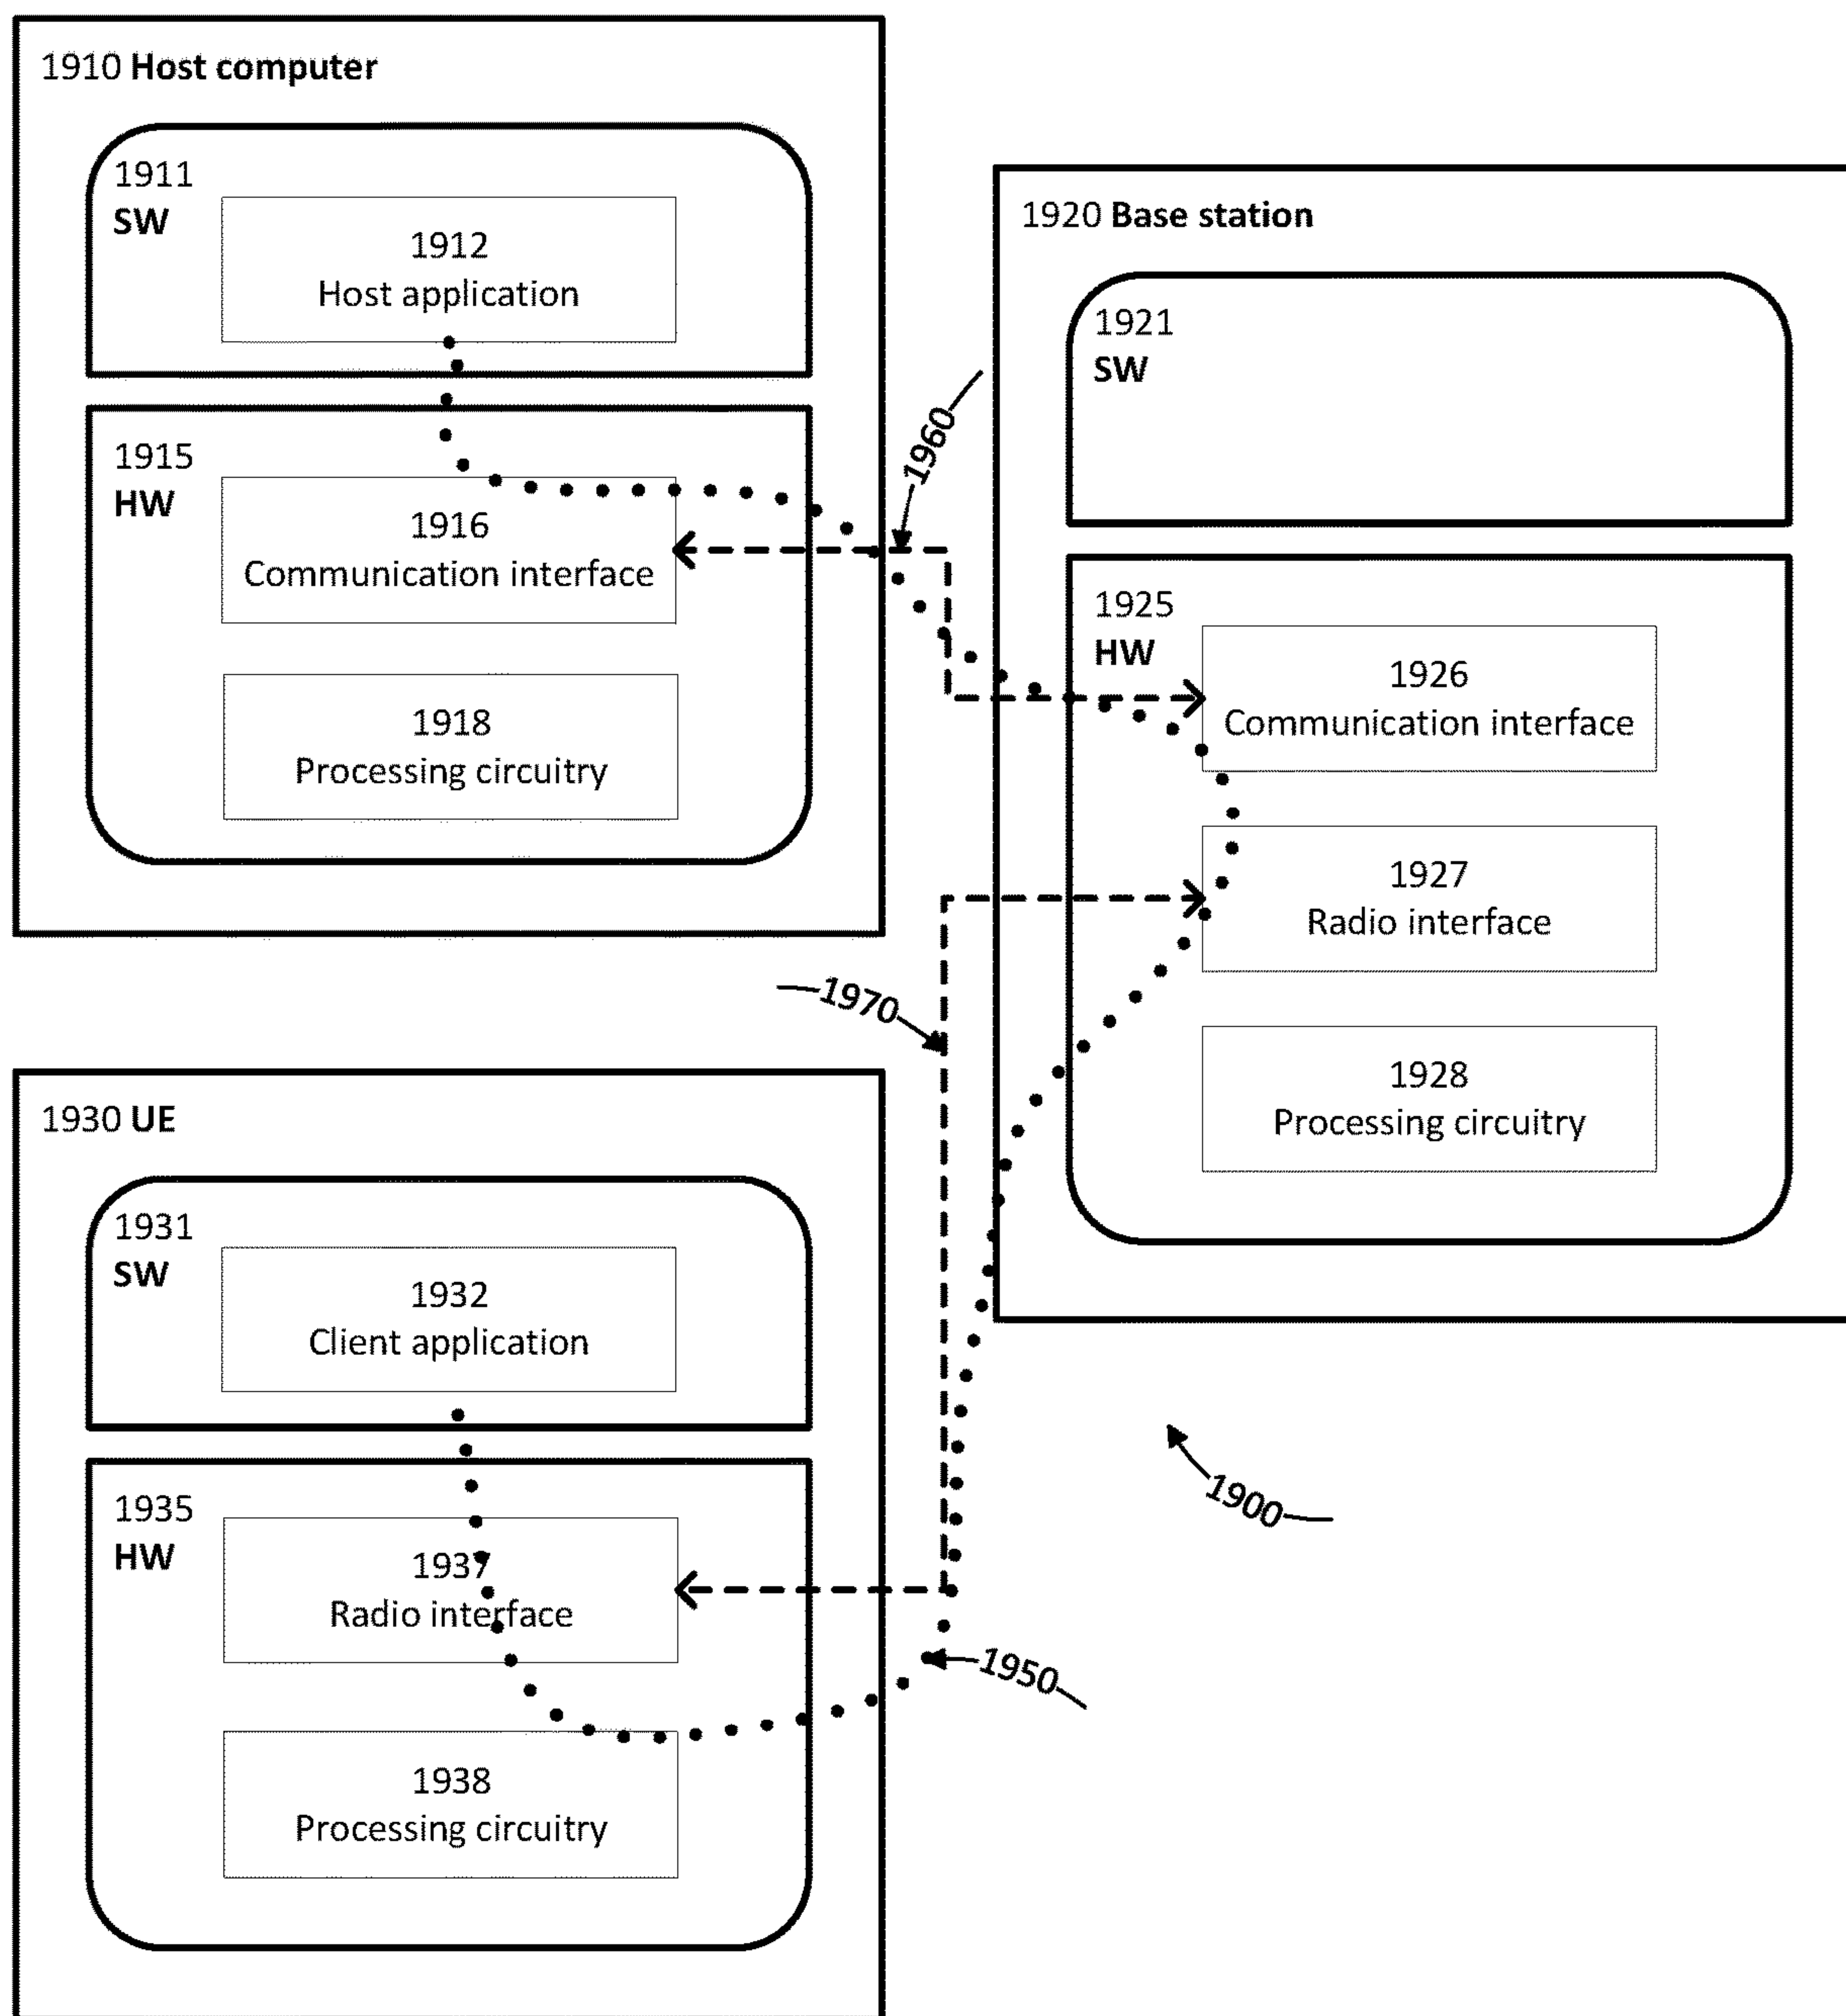 1910 Host computer
1911
SW
1912
Host application
1915
HW
1916
Communication interface
1918
Processing circuitry
1960
1920 Base station
1921
SW
1925
HW
1926
Communication interface
1927
Radio interface
1928
Processing circuitry
1970
1930 UE
1931
SW
1932
Client application
1935
HW
1937
Radio interface
1938
Processing circuitry
1900
1950